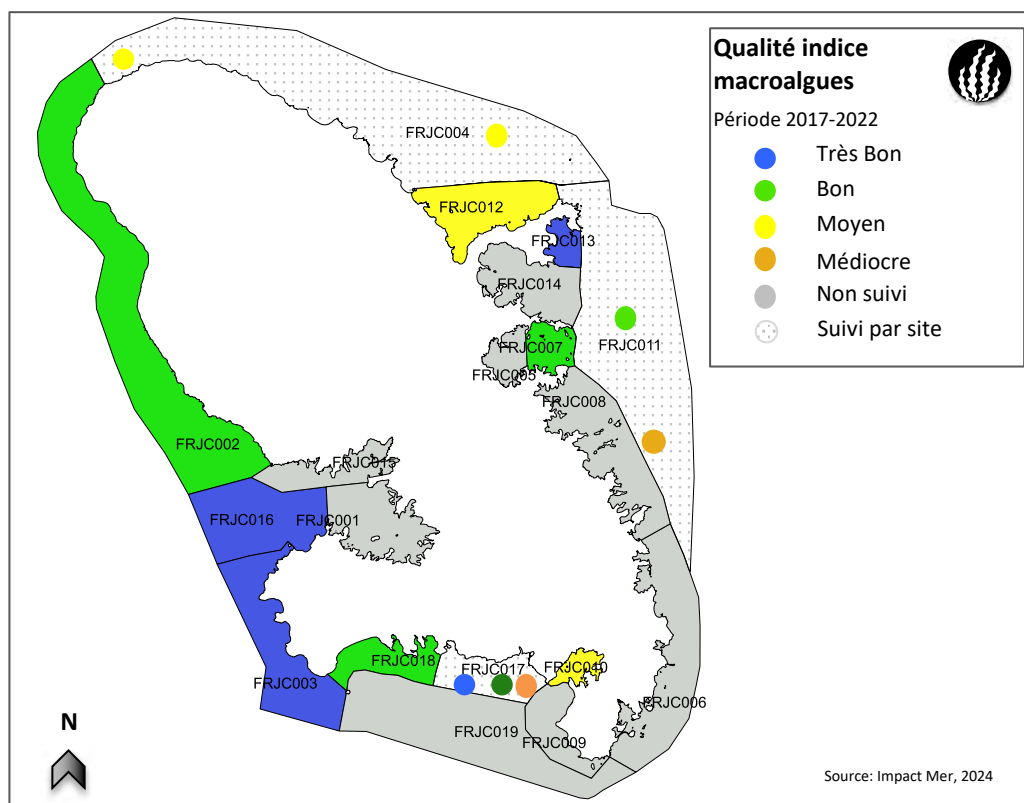 Qualité indice
macroalgues
Période 2017-2022
Très Bon
Bon
Moyen
Médiocre
Non suivi
Suivi par site
FRJC004
FRJC012
FRJC013
FRJC014
FRJC011
FRJC007
FRJC005
FRJC008
FRJC002
FRJC015
FRJC016
FRJC001
FRJC018
FRJC017
FRJC010
FRJC003
FRJC006
FRJC019
FRJC009
N
Source: Impact Mer, 2024